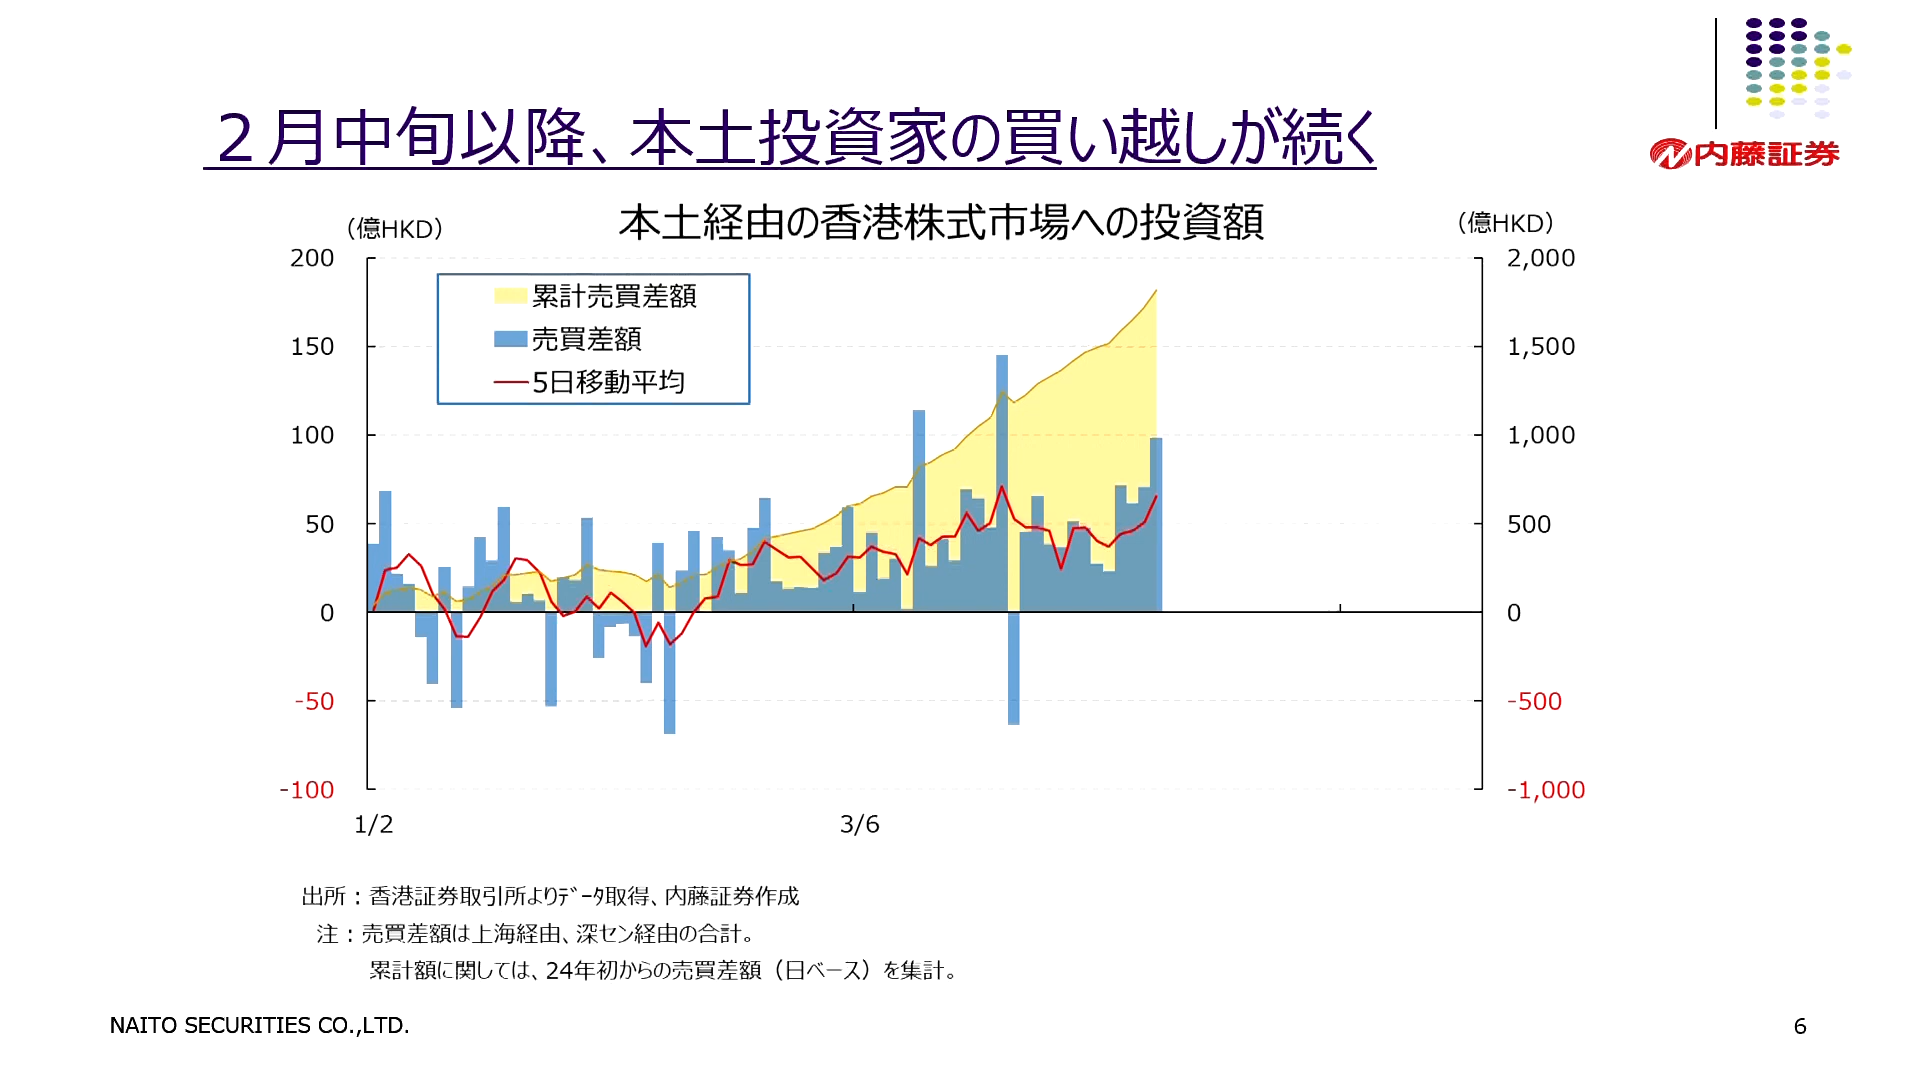 ２月中旬以降、本土投資家の買い越しが続く
内藤証券
本土経由の香港株式市場への投資額
（億HKD）
（億HKD）
200
150
100
50
0
-50
-100
累計売買差額
売買差額
5日移動平均
2,000
1,500
1,000
500
0
-500
-1,000
1/2
3/6
出所：香港証券取引所よりﾃﾞｰﾀ取得、内藤証券作成
注：売買差額は上海経由、深セン経由の合計。
累計額に関しては、24年初からの売買差額（日ベース）を集計。
NAITO SECURITIES CO.,LTD.
6